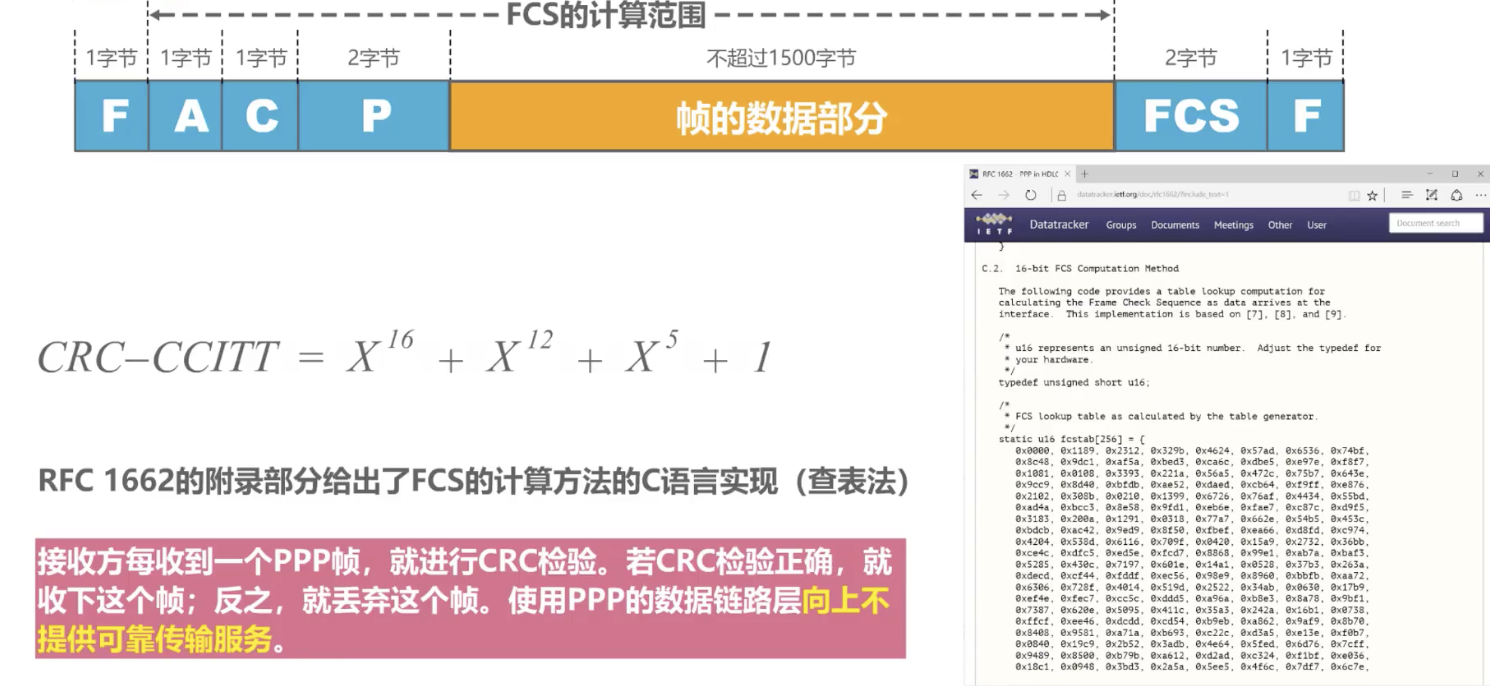 FCS的计算范围
1字节 1字节 1字节 2字节 不超过1500字节 2字节 1字节
F A C P 帧的数据部分 FCS F
CRC–CCITT = X^16 + X^12 + X^5 + 1
RFC 1662的附录部分给出了FCS的计算方法的C语言实现（查表法）
接收方每收到一个PPP帧，就进行CRC检验。若CRC检验正确，就
收下这个帧；反之，就丢弃这个帧。使用PPP的数据链路层向上不
提供可靠传输服务。
RFC 1662 - PPP in HDLC
datatracker.ietf.org/doc/rfc1662/?include_text=1
IETF Datatracker Groups Documents Meetings Other User Document search
}
C.2. 16-bit FCS Computation Method
The following code provides a table lookup computation for
calculating the Frame Check Sequence as data arrives at the
interface. This implementation is based on [7], [8], and [9].
/*
* u16 represents an unsigned 16-bit number. Adjust the typedef for
* your hardware.
*/
typedef unsigned short u16;
/*
* FCS lookup table as calculated by the table generator.
*/
static u16 fcstab[256] = {
0x0000, 0x1189, 0x2312, 0x329b, 0x4624, 0x57ad, 0x6536, 0x74bf,
0x8c48, 0x9dc1, 0xaf5a, 0xbed3, 0xca6c, 0xdbe5, 0xe97e, 0xf8f7,
0x1081, 0x0108, 0x3393, 0x221a, 0x56a5, 0x472c, 0x75b7, 0x643e,
0x9cc9, 0x8d40, 0xbfdb, 0xae52, 0xdaed, 0xcb64, 0xf9ff, 0xe876,
0x2102, 0x308b, 0x0210, 0x1399, 0x6726, 0x76af, 0x4434, 0x55bd,
0xad4a, 0xbcc3, 0x8e58, 0x9fd1, 0xeb6e, 0xfae7, 0xc87c, 0xd9f5,
0x3183, 0x200a, 0x1291, 0x0318, 0x77a7, 0x662e, 0x54b5, 0x453c,
0xbdcb, 0xac42, 0x9ed9, 0x8f50, 0xfbef, 0xea66, 0xd8fd, 0xc974,
0x4204, 0x538d, 0x6116, 0x709f, 0x0420, 0x15a9, 0x2732, 0x36bb,
0xce4c, 0xdfc5, 0xed5e, 0xfcd7, 0x8868, 0x99e1, 0xab7a, 0xbaf3,
0x5285, 0x430c, 0x7197, 0x601e, 0x14a1, 0x0528, 0x37b3, 0x263a,
0xdecd, 0xcf44, 0xfddf, 0xec56, 0x98e9, 0x8960, 0xbbfb, 0xaa72,
0x6306, 0x728f, 0x4014, 0x519d, 0x2522, 0x34ab, 0x0630, 0x17b9,
0xef4e, 0xfec7, 0xcc5c, 0xddd5, 0xa96a, 0xb8e3, 0x8a78, 0x9bf1,
0x7387, 0x620e, 0x5095, 0x411c, 0x35a3, 0x242a, 0x16b1, 0x0738,
0xffcf, 0xee46, 0xdcdd, 0xcd54, 0xb9eb, 0xa862, 0x9af9, 0x8b70,
0x8408, 0x9581, 0xa71a, 0xb693, 0xc22c, 0xd3a5, 0xe13e, 0xf0b7,
0x0840, 0x19c9, 0x2b52, 0x3adb, 0x4e64, 0x5fed, 0x6d76, 0x7cff,
0x9489, 0x8500, 0xb79b, 0xa612, 0xd2ad, 0xc324, 0xf1bf, 0xe036,
0x18c1, 0x0948, 0x3bd3, 0x2a5a, 0x5ee5, 0x4f6c, 0x7df7, 0x6c7e,